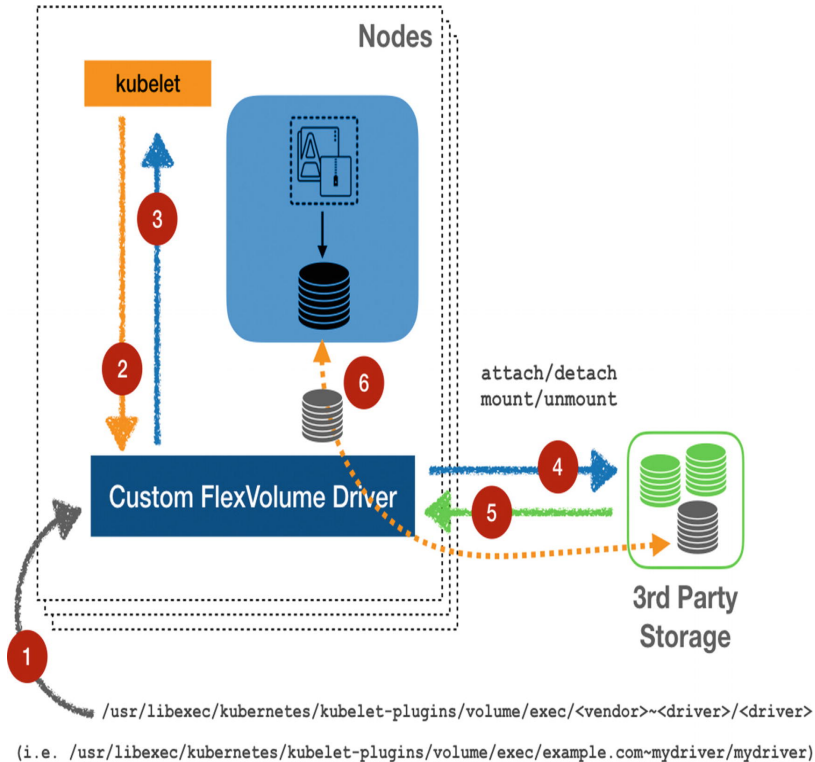 Nodes
kubelet
3
2
6
attach/detach
mount/unmount
4
Custom FlexVolume Driver
5
3rd Party
Storage
1
/usr/libexec/kubernetes/kubelet-plugins/volume/exec/<vendor>~<driver>/<driver>
(i.e. /usr/libexec/kubernetes/kubelet-plugins/volume/exec/example.com~mydriver/mydriver)